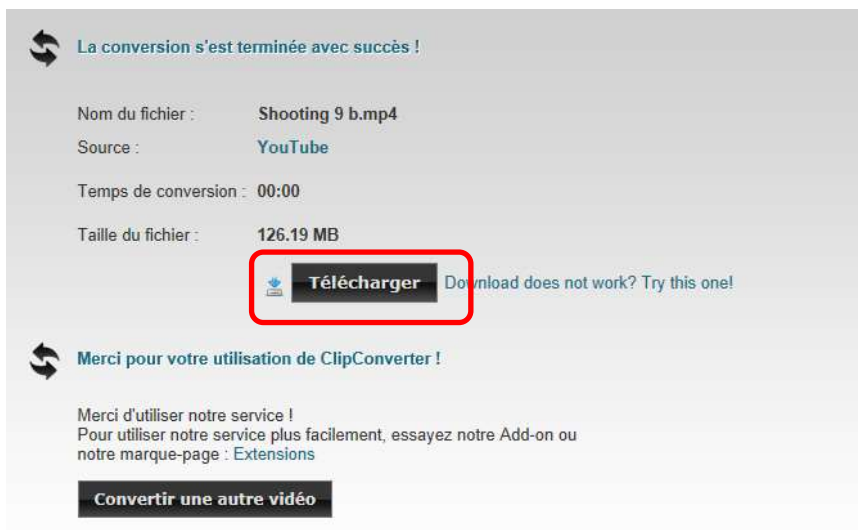 La conversion s'est terminée avec succès !
Nom du fichier : Shooting 9 b.mp4
Source : YouTube
Temps de conversion : 00:00
Taille du fichier : 126.19 MB
Télécharger Download does not work? Try this one!
Merci pour votre utilisation de ClipConverter !
Merci d'utiliser notre service !
Pour utiliser notre service plus facilement, essayez notre Add-on ou
notre marque-page : Extensions
Convertir une autre vidéo